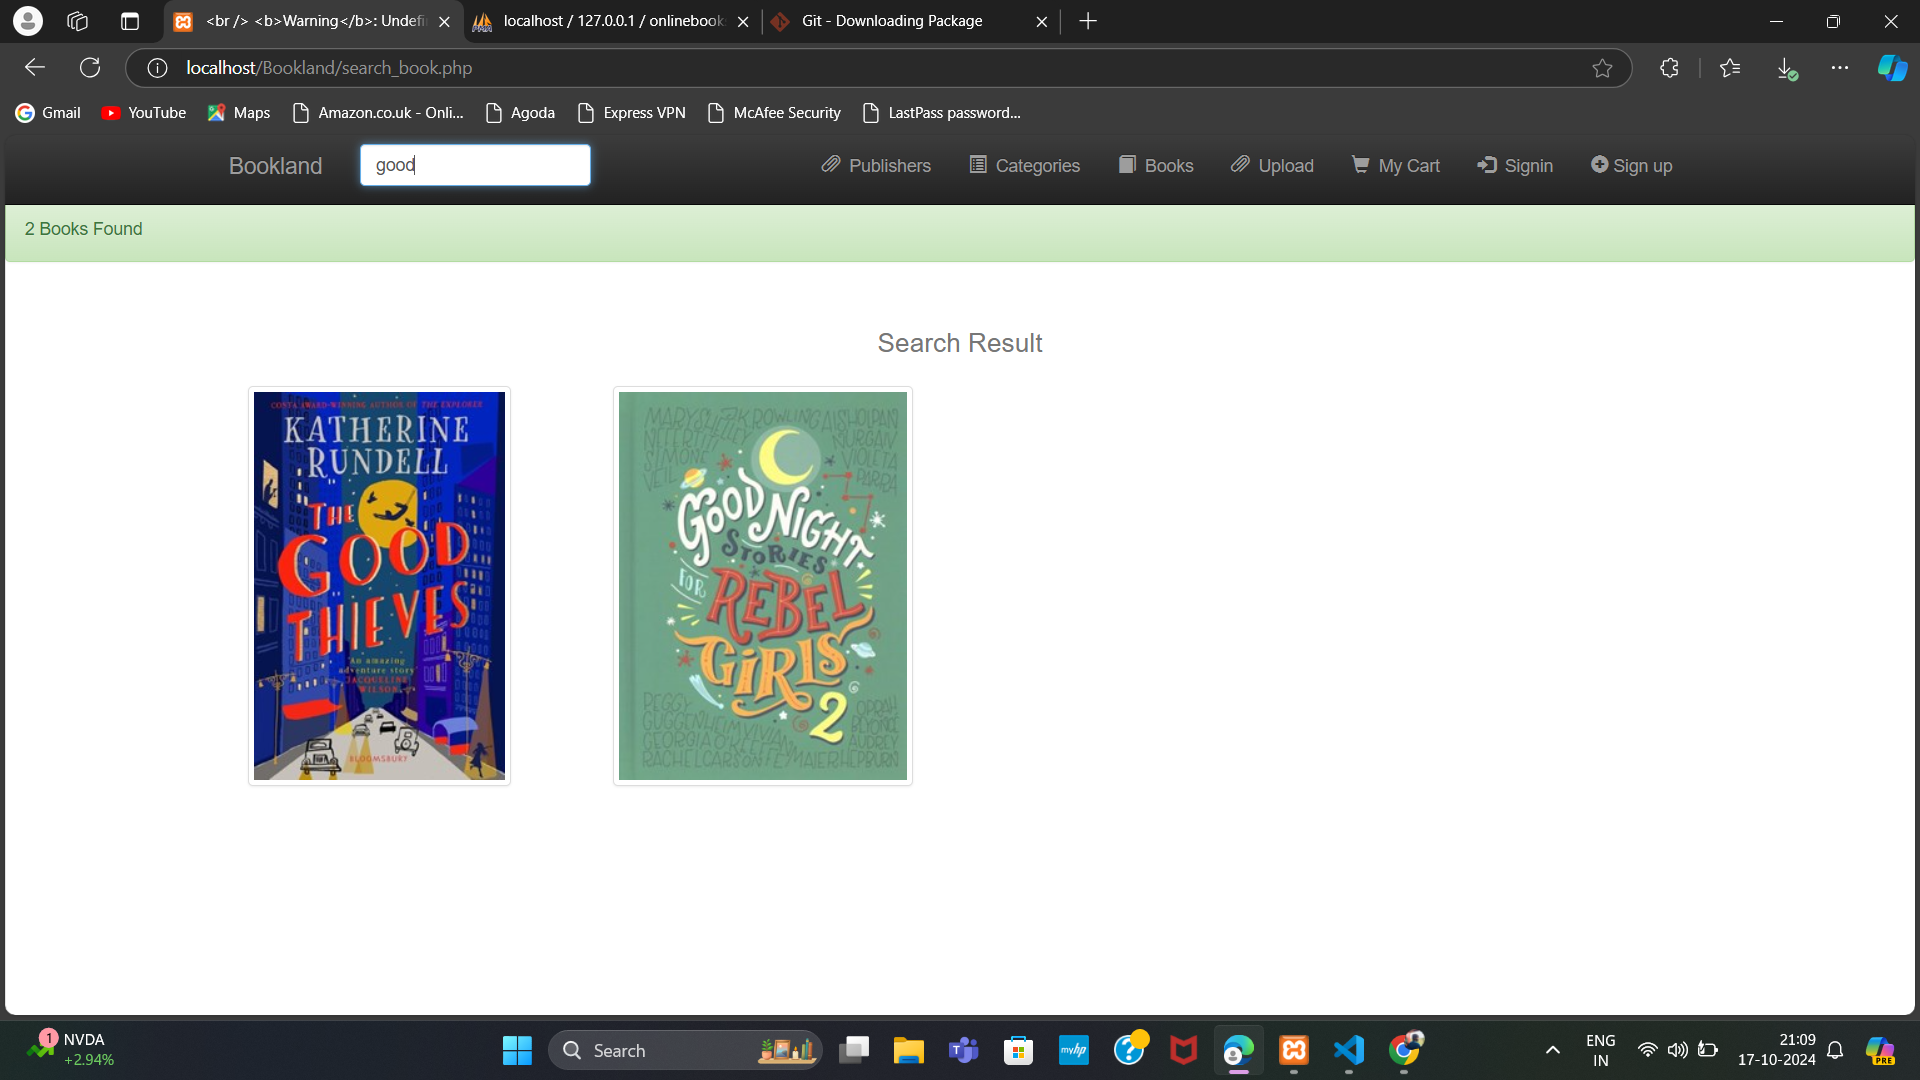 <br /> <b>Warning</b>: Undefi
localhost / 127.0.0.1 / onlinebook
Git - Downloading Package
localhost/Bookland/search_book.php
Gmail
YouTube
Maps
Amazon.co.uk - Onli...
Agoda
Express VPN
McAfee Security
LastPass password...
Bookland
good
Publishers
Categories
Books
Upload
My Cart
Signin
Sign up
2 Books Found
Search Result
COSTA AWARD-WINNING AUTHOR OF THE EXPLORER
KATHERINE
RUNDELL
THE
GOOD
THIEVES
'An amazing
adventure story'
JACQUELINE
WILSON
BLOOMSBURY
GOOD NIGHT
STORIES
FOR
REBEL
GIRLS
2
NVDA
+2.94%
1
Search
myhp
ENG
IN
21:09
17-10-2024
PRE